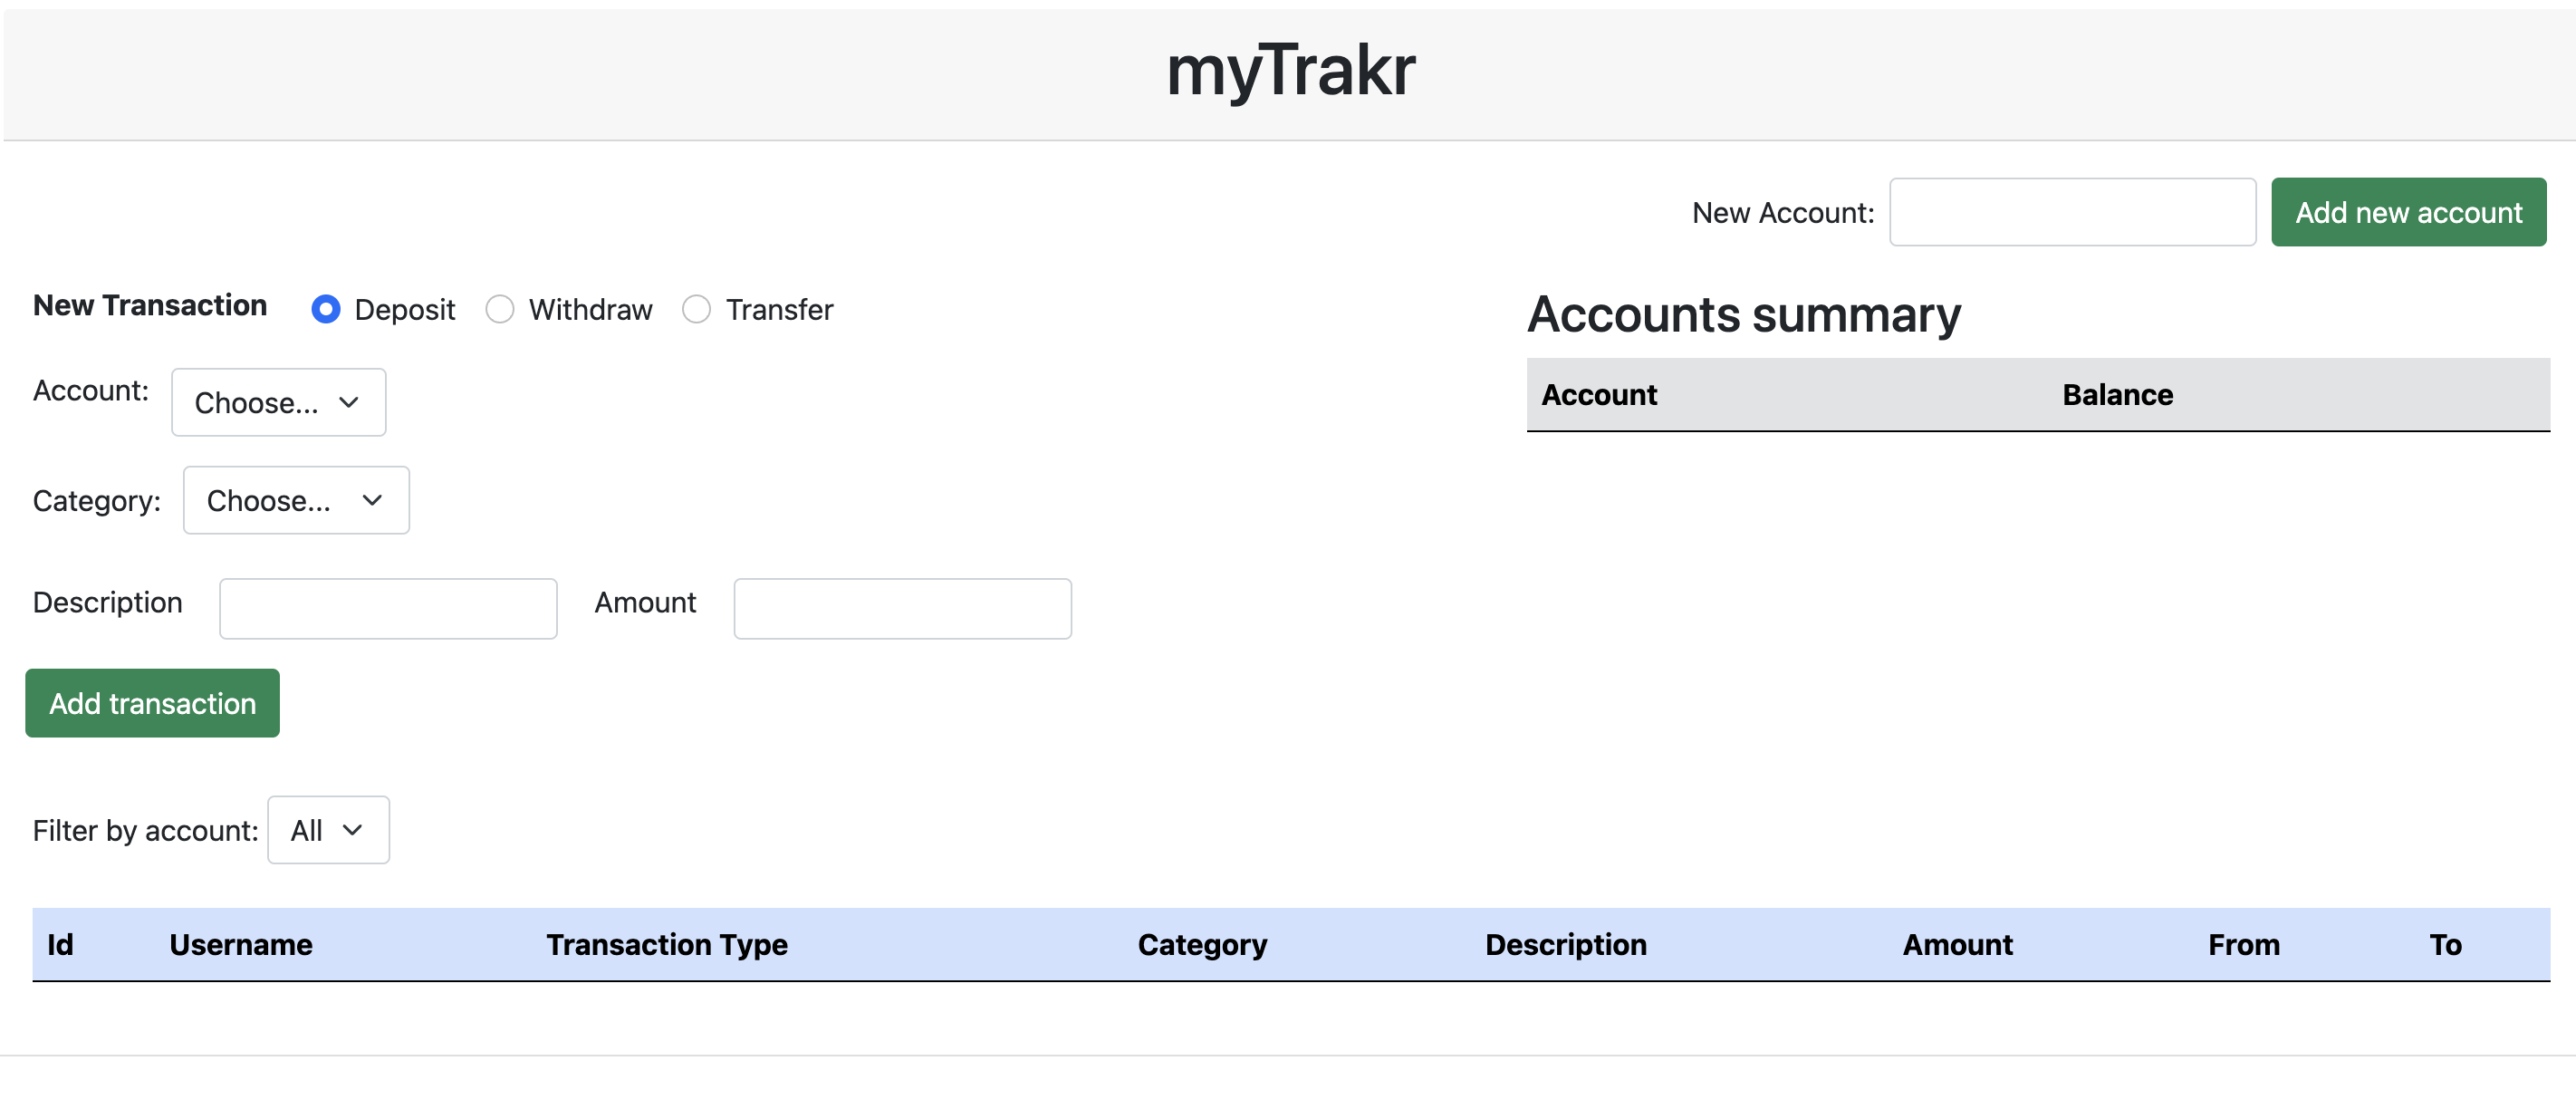 myTrakr
New Account: Add new account
New Transaction Deposit Withdraw Transfer
Accounts summary
Account: Choose...
Account Balance
Category: Choose...
Description Amount
Add transaction
Filter by account: All
Id Username Transaction Type Category Description Amount From To